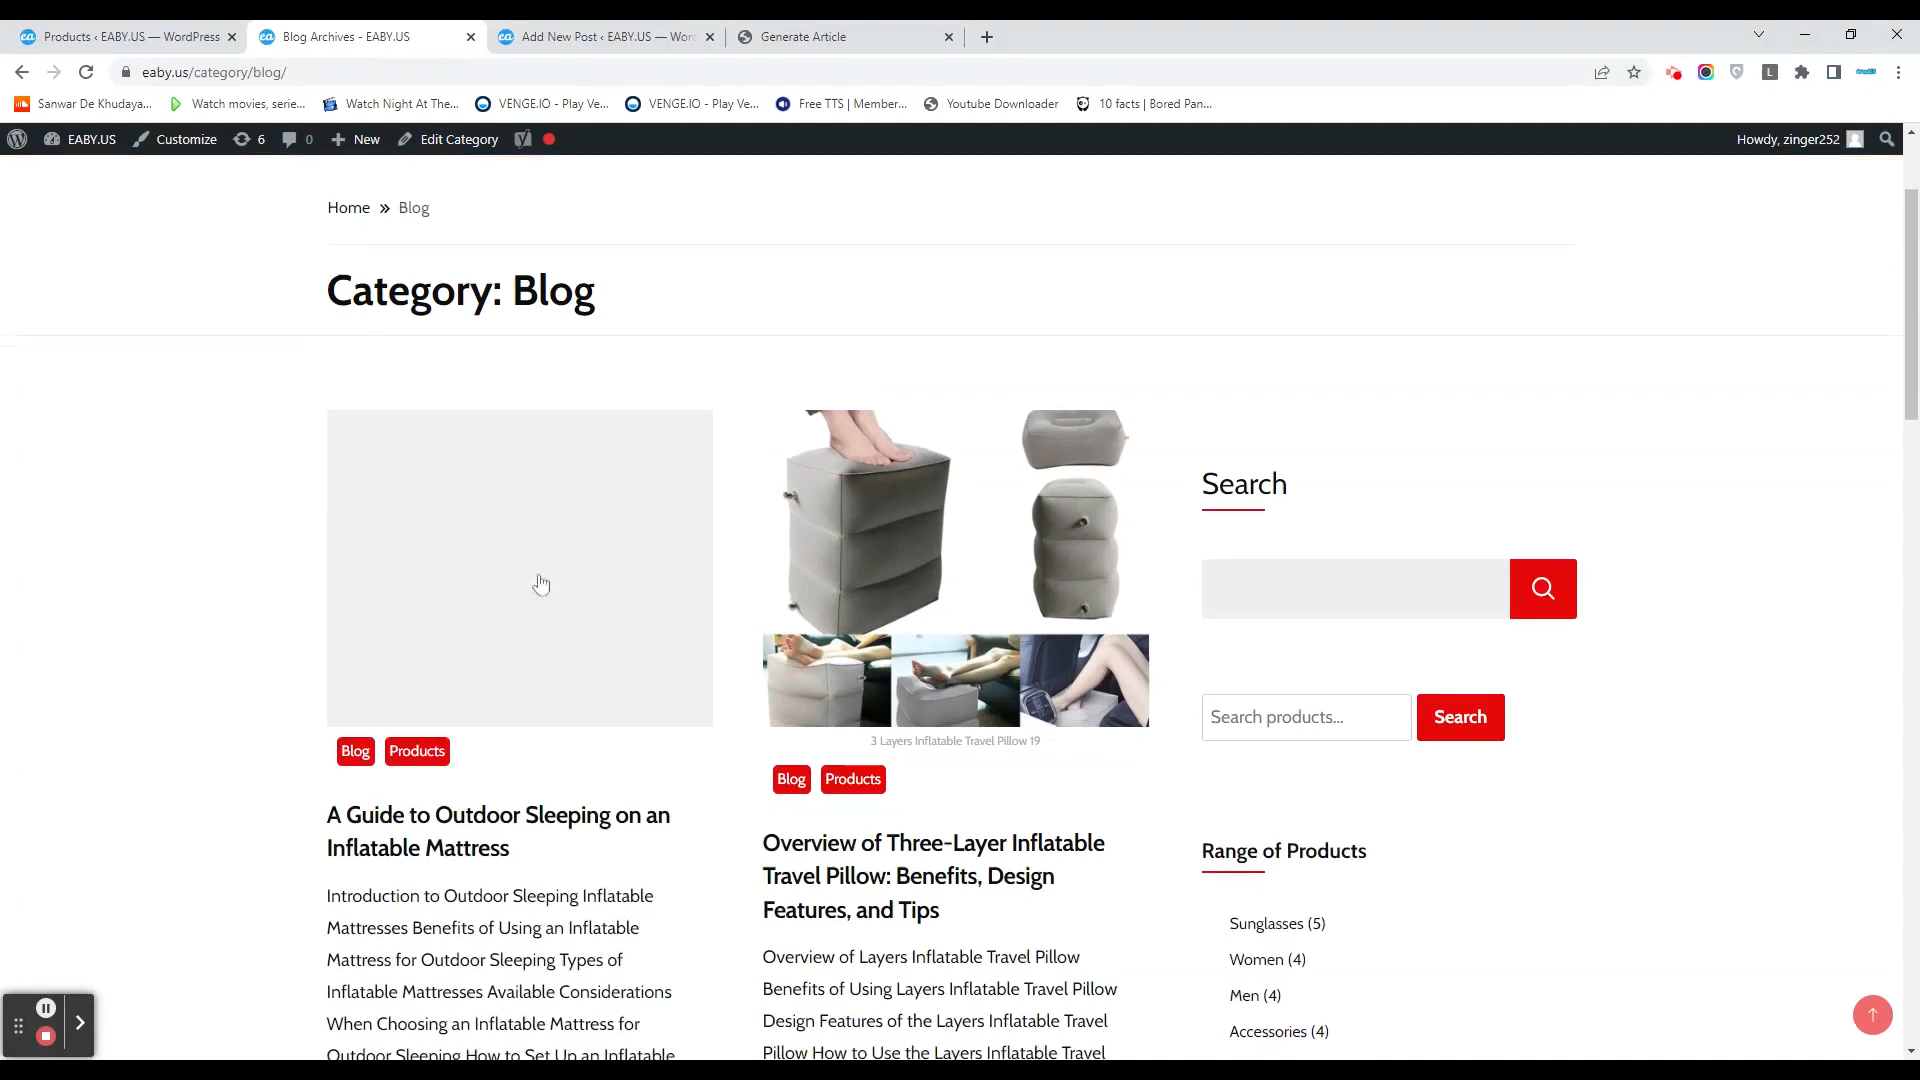 Products ‹ EABY.US — WordPress
Blog Archives - EABY.US
Add New Post ‹ EABY.US — Wor
Generate Article
eaby.us/category/blog/
Sanwar De Khudaya...
Watch movies, serie...
Watch Night At The...
VENGE.IO - Play Ve...
VENGE.IO - Play Ve...
Free TTS | Member...
Youtube Downloader
10 facts | Bored Pan...
EABY.US
Customize
6
0
New
Edit Category
Howdy, zinger252
Home » Blog
Category: Blog
Blog Products
A Guide to Outdoor Sleeping on an
Inflatable Mattress
Introduction to Outdoor Sleeping Inflatable
Mattresses Benefits of Using an Inflatable
Mattress for Outdoor Sleeping Types of
Inflatable Mattresses Available Considerations
When Choosing an Inflatable Mattress for
Outdoor Sleeping How to Set Up an Inflatable
3 Layers Inflatable Travel Pillow 19
Blog Products
Overview of Three-Layer Inflatable
Travel Pillow: Benefits, Design
Features, and Tips
Overview of Layers Inflatable Travel Pillow
Benefits of Using Layers Inflatable Travel Pillow
Design Features of the Layers Inflatable Travel
Pillow How to Use the Layers Inflatable Travel
Search
Search products...
Search
Range of Products
Sunglasses (5)
Women (4)
Men (4)
Accessories (4)